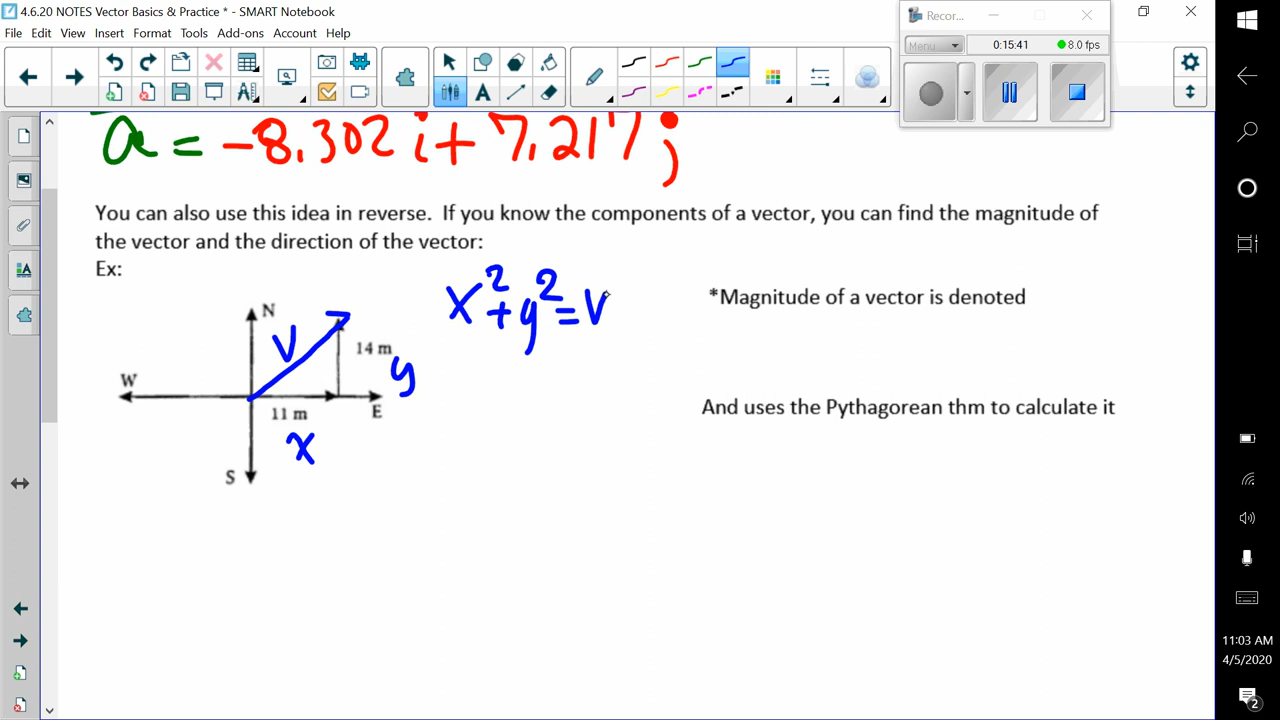 4.6.20 NOTES Vector Basics & Practice * - SMART Notebook
File Edit View Insert Format Tools Add-ons Account Help
Recor...
Menu 0:15:41 8.0 fps
a = -8.302 i + 7.217 j
You can also use this idea in reverse. If you know the components of a vector, you can find the magnitude of
the vector and the direction of the vector:
Ex:
x² + y² = V
*Magnitude of a vector is denoted
N
V
14 m
y
W
11 m
E
x
S
And uses the Pythagorean thm to calculate it
11:03 AM
4/5/2020
2